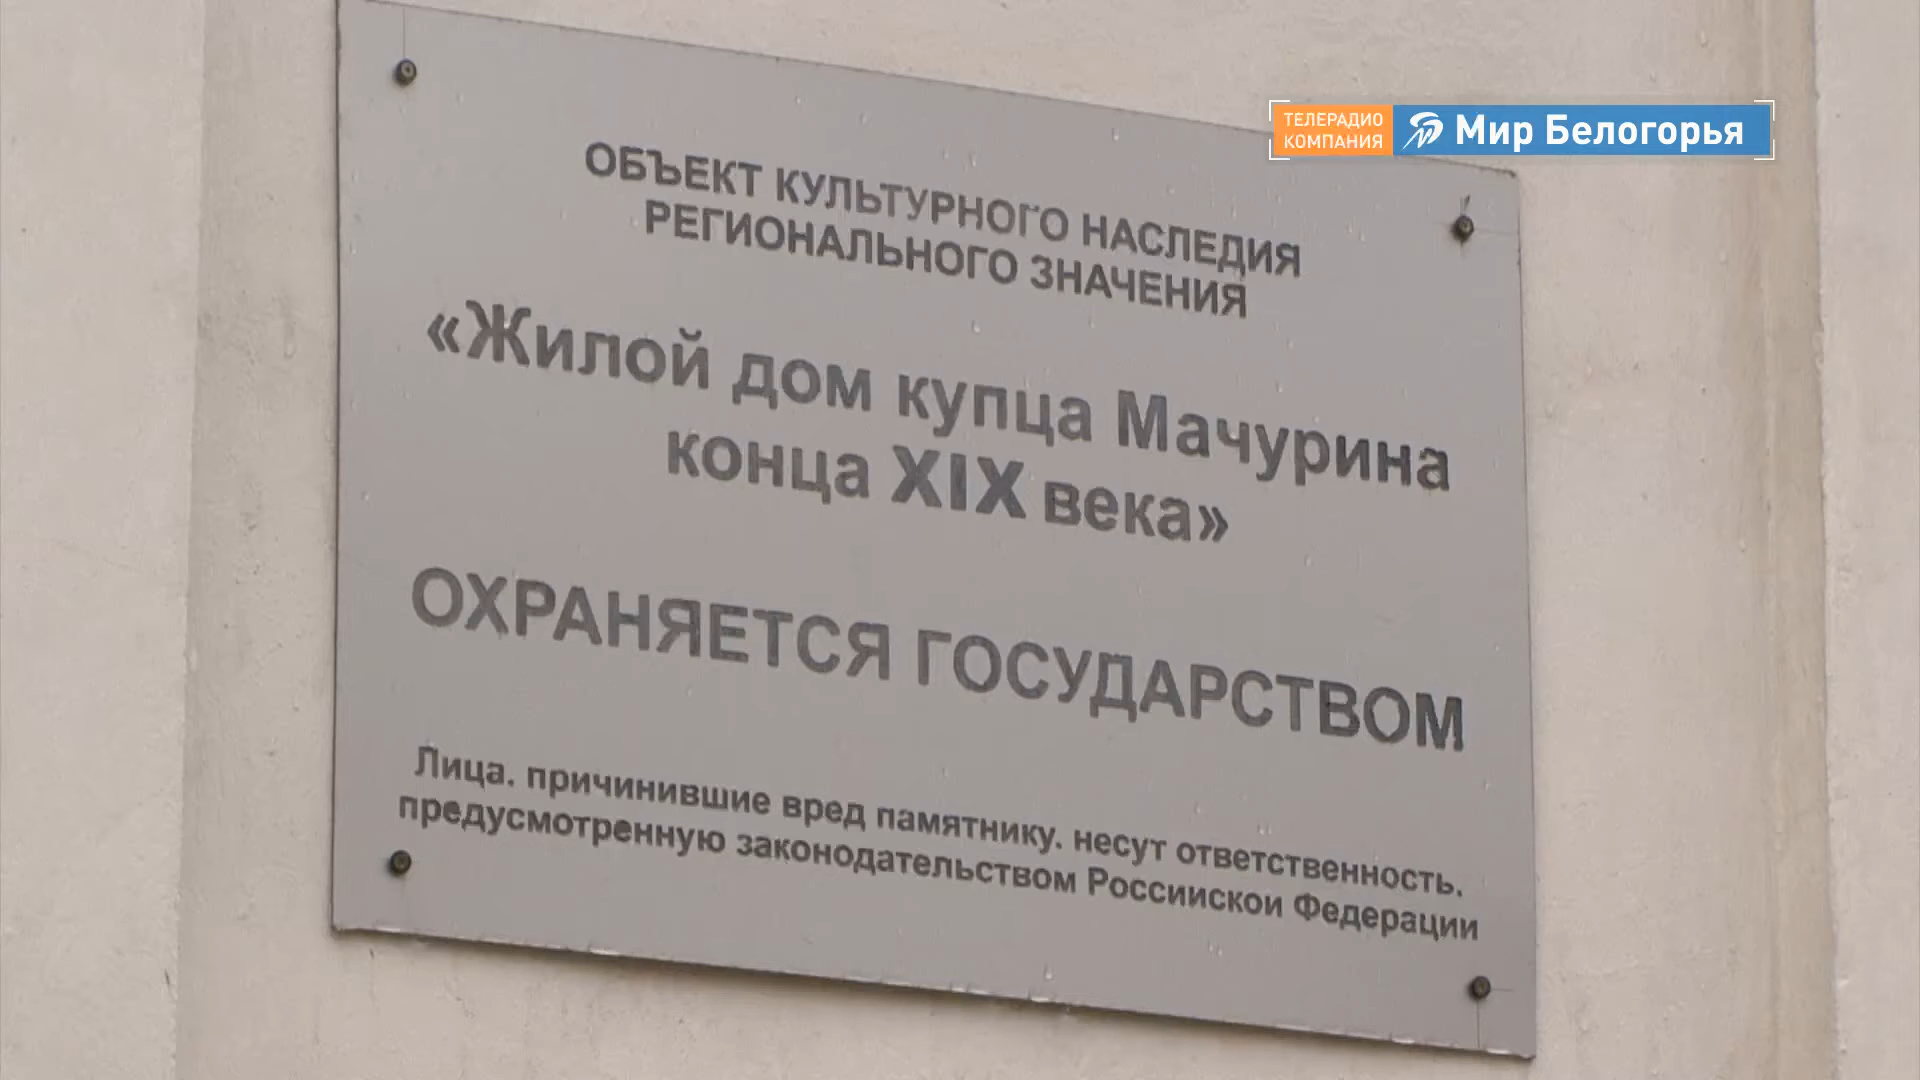 ТЕЛЕРАДИО
КОМПАНИЯ
Мир Белогорья
ОБЪЕКТ КУЛЬТУРНОГО НАСЛЕДИЯ
РЕГИОНАЛЬНОГО ЗНАЧЕНИЯ
«Жилой дом купца Мачурина
конца XIX века»
ОХРАНЯЕТСЯ ГОСУДАРСТВОМ
Лица. причинившие вред памятнику. несут ответственность.
предусмотренную законодательством Россиискои Федерации